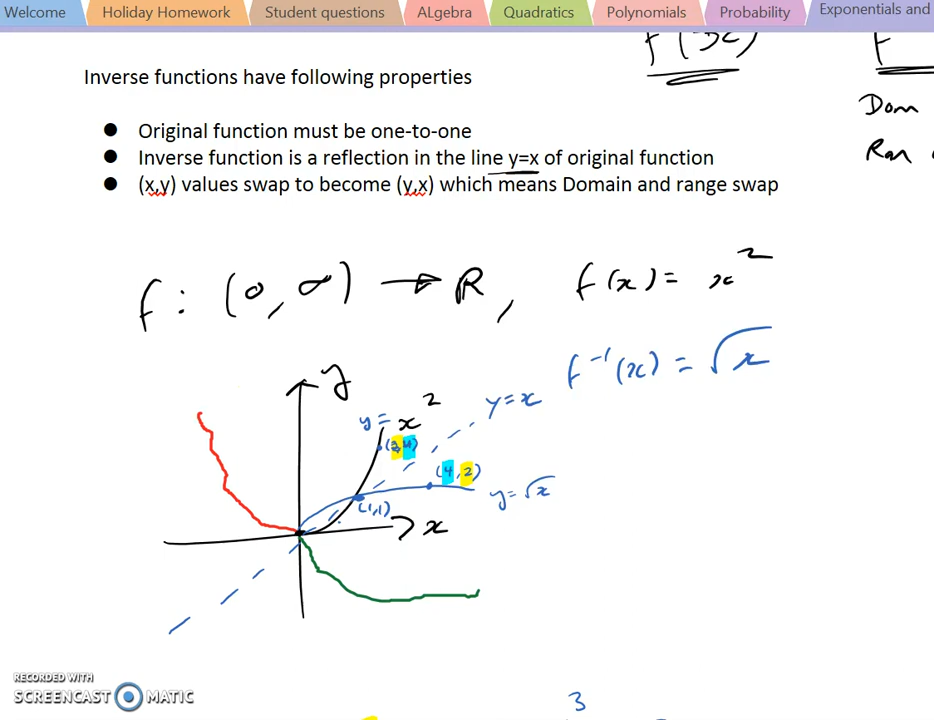 Welcome Holiday Homework Student questions ALgebra Quadratics Polynomials Probability Exponentials and
f(x)
Inverse functions have following properties
Dom
● Original function must be one-to-one
● Inverse function is a reflection in the line y=x of original function
Ran
● (x,y) values swap to become (y,x) which means Domain and range swap
f: (0, ∞) → R, f(x) = x²
f⁻¹(x) = √x
y
y = x²
y=x
(2,4)
(4,2)
y=√x
(1,1)
x
RECORDED WITH
SCREENCAST MATIC
3